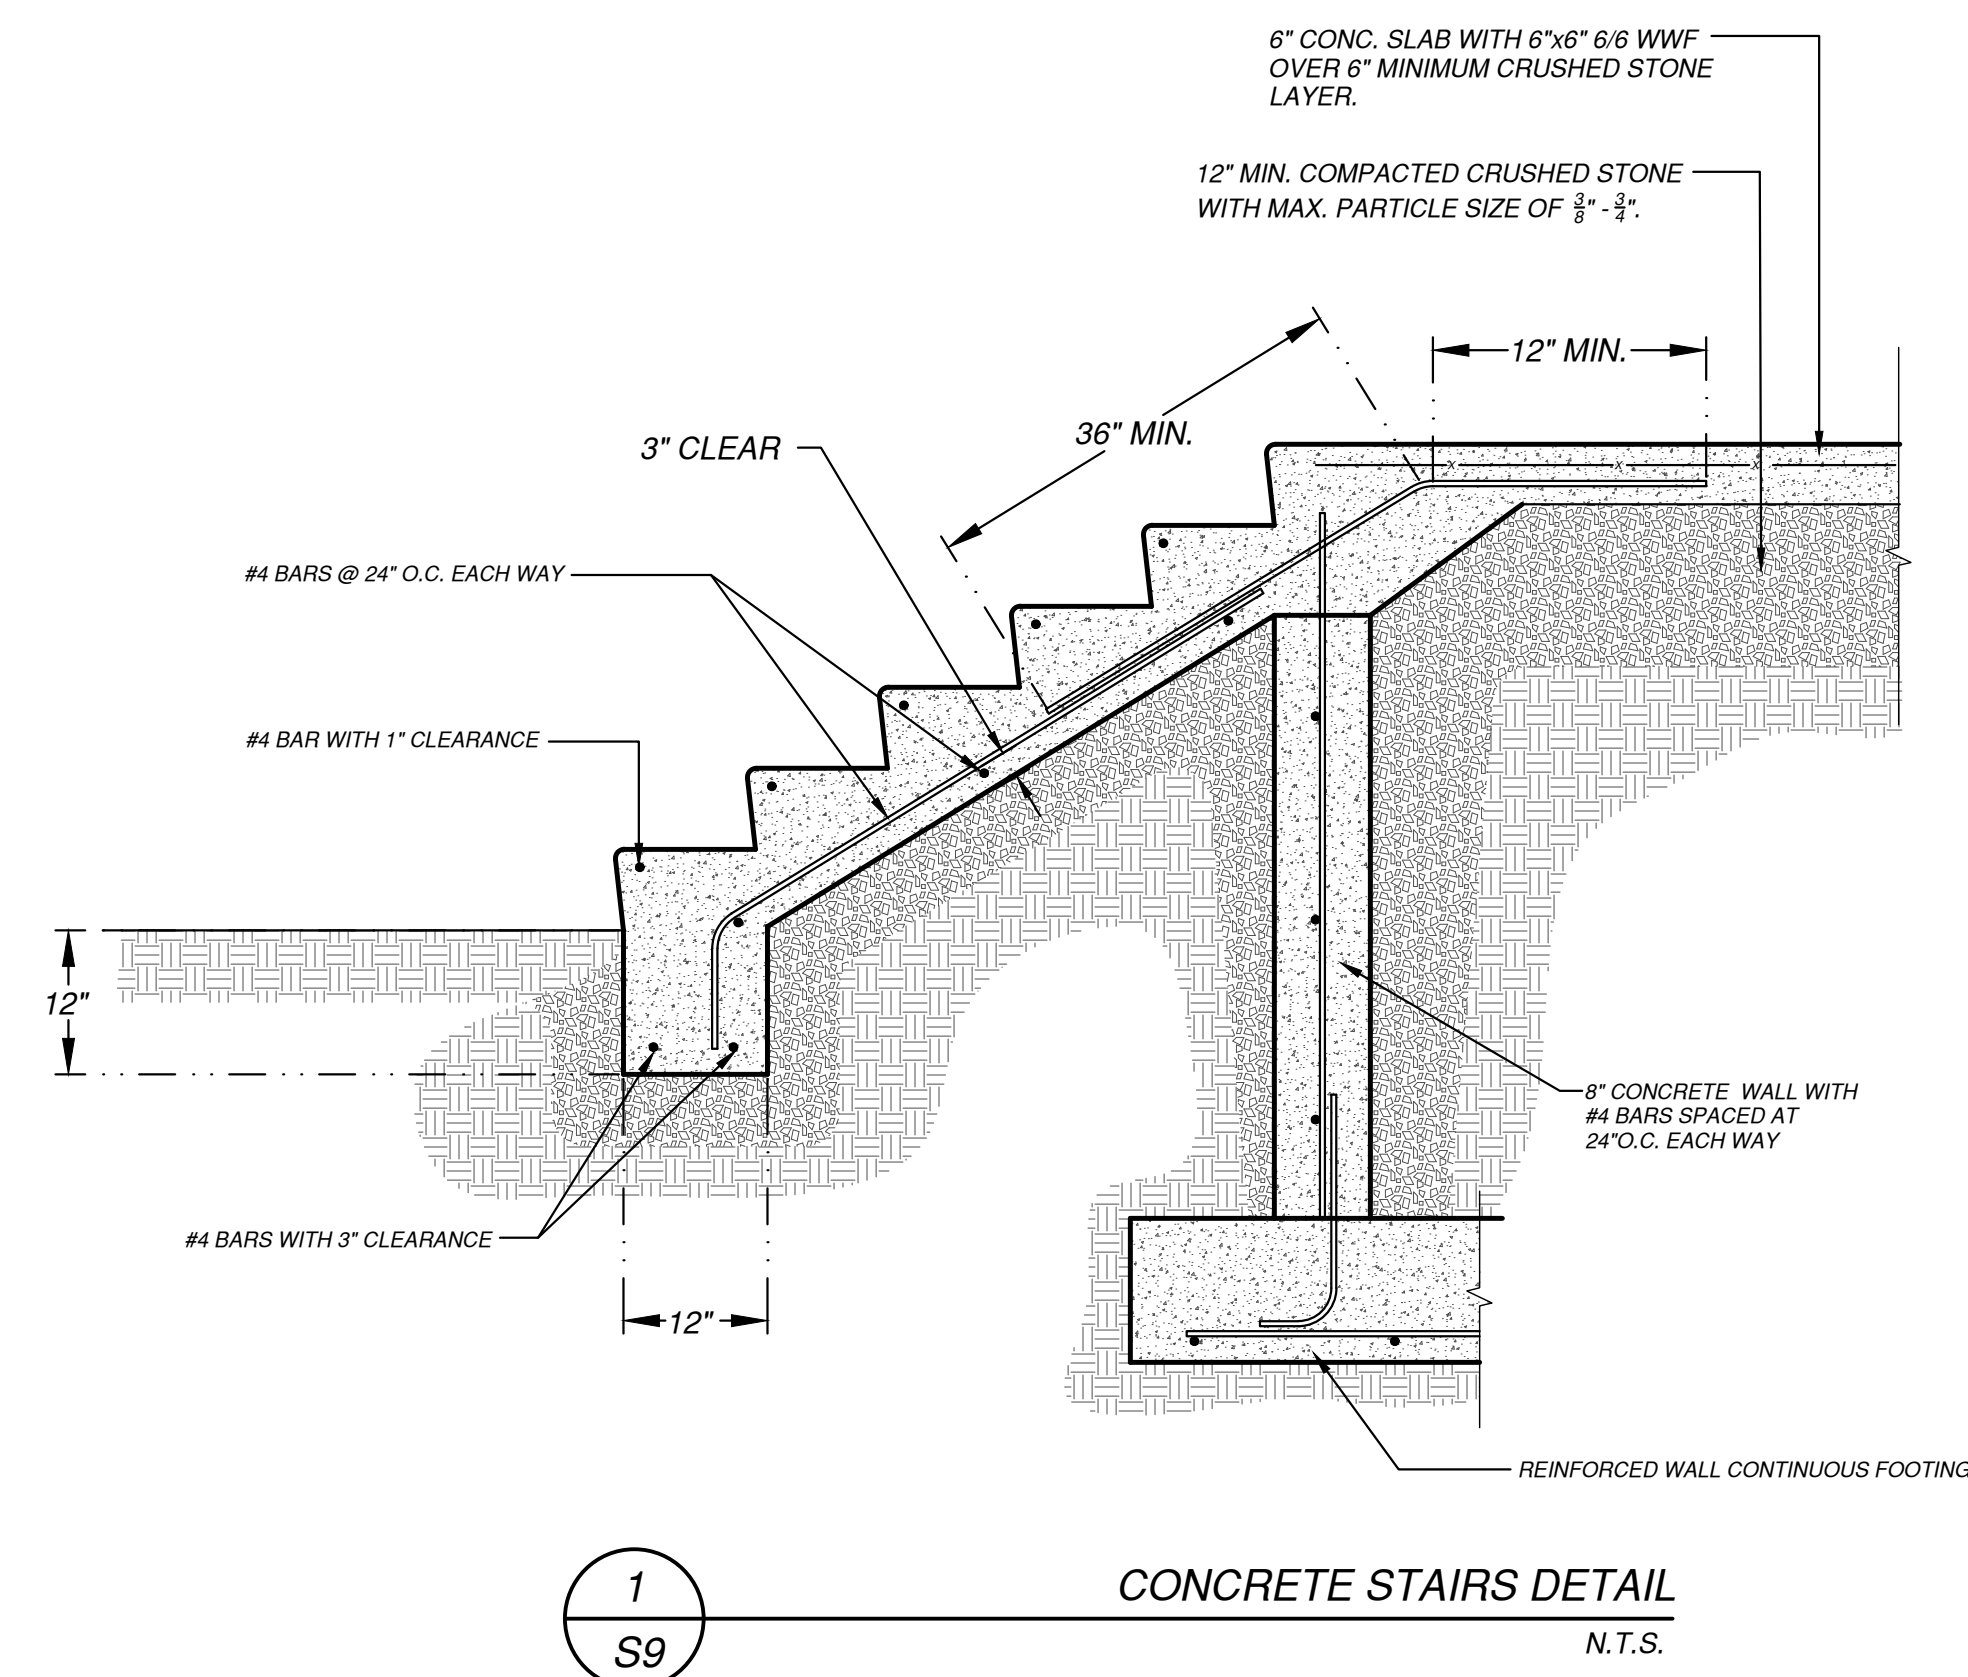 6" CONC. SLAB WITH 6"x6" 6/6 WWF
OVER 6" MINIMUM CRUSHED STONE
LAYER.
12" MIN. COMPACTED CRUSHED STONE
WITH MAX. PARTICLE SIZE OF 3/8" - 3/4".
12" MIN.
36" MIN.
3" CLEAR
x x x
#4 BARS @ 24" O.C. EACH WAY
#4 BAR WITH 1" CLEARANCE
12"
8" CONCRETE WALL WITH
#4 BARS SPACED AT
24"O.C. EACH WAY
#4 BARS WITH 3" CLEARANCE
12"
REINFORCED WALL CONTINUOUS FOOTING
1
S9
CONCRETE STAIRS DETAIL
N.T.S.